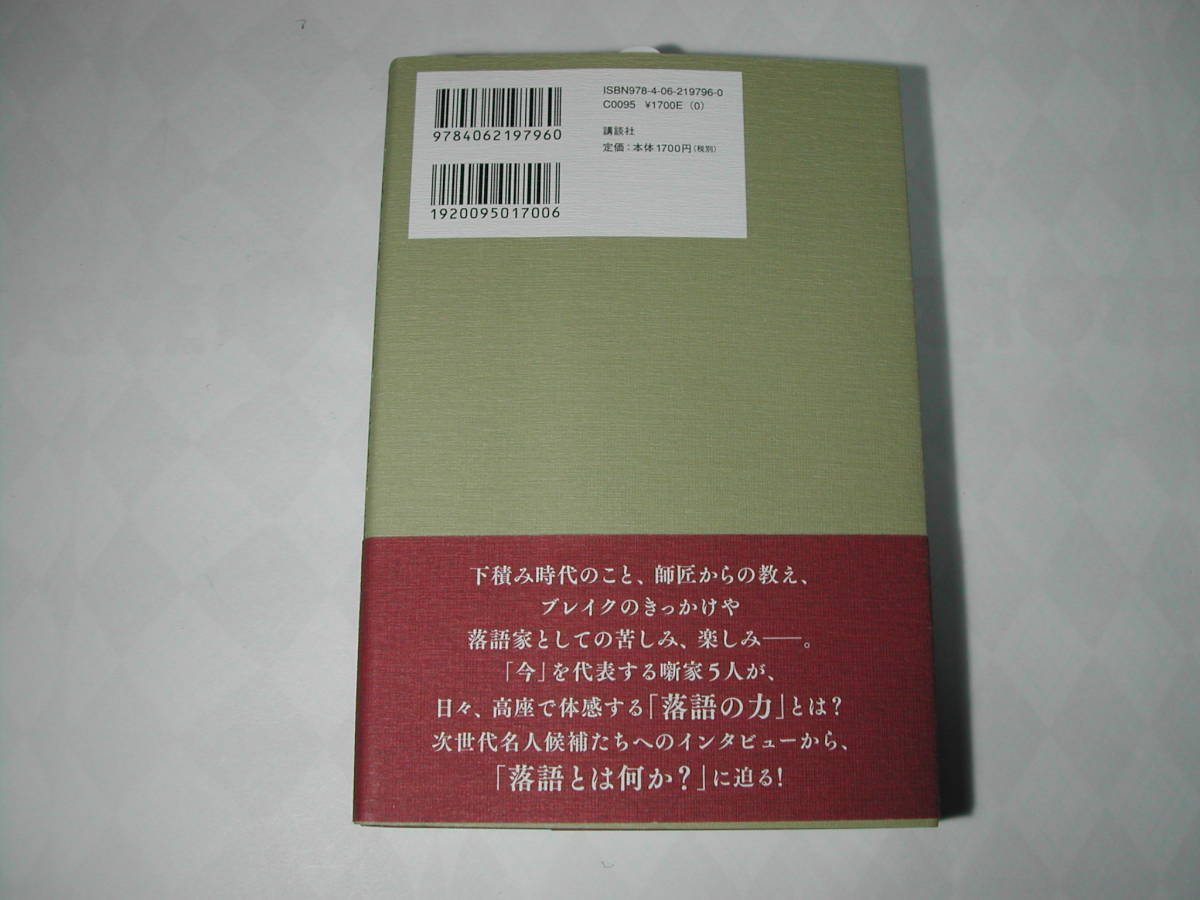 ISBN978-4-06-219796-0
C0095 ¥1700E (0)
9784062197960
講談社
定価：本体1700円（税別）
1920095017006
下積み時代のこと、師匠からの教え、
ブレイクのきっかけや
落語家としての苦しみ、楽しみ――。
「今」を代表する噺家5人が、
日々、高座で体感する「落語の力」とは？
次世代名人候補たちへのインタビューから、
「落語とは何か？」に迫る！